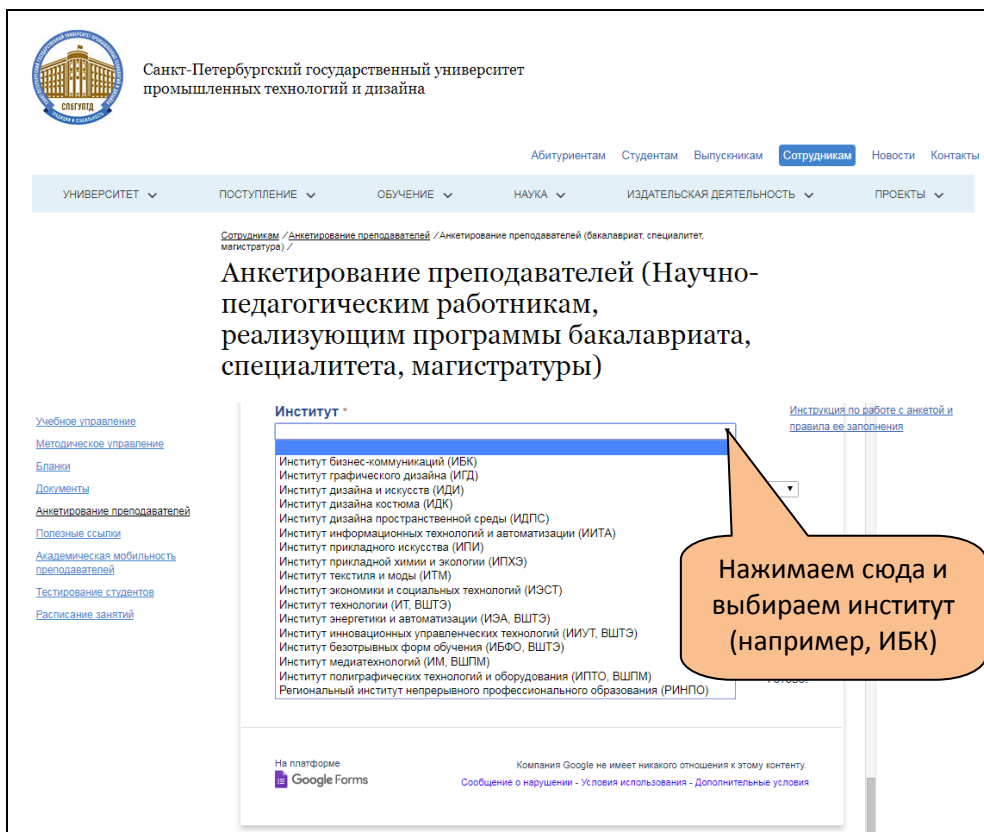 СПбГУПТД
Санкт-Петербургский государственный университет
промышленных технологий и дизайна
Абитуриентам Студентам Выпускникам Сотрудникам Новости Контакты
УНИВЕРСИТЕТ ПОСТУПЛЕНИЕ ОБУЧЕНИЕ НАУКА ИЗДАТЕЛЬСКАЯ ДЕЯТЕЛЬНОСТЬ ПРОЕКТЫ
Сотрудникам / Анкетирование преподавателей / Анкетирование преподавателей (бакалавриат, специалитет,
магистратура) /
Анкетирование преподавателей (Научно-
педагогическим работникам,
реализующим программы бакалавриата,
специалитета, магистратуры)
Учебное управление
Методическое управление
Бланки
Документы
Анкетирование преподавателей
Полезные ссылки
Академическая мобильность
преподавателей
Тестирование студентов
Расписание занятий
Институт *
Институт бизнес-коммуникаций (ИБК)
Институт графического дизайна (ИГД)
Институт дизайна и искусств (ИДИ)
Институт дизайна костюма (ИДК)
Институт дизайна пространственной среды (ИДПС)
Институт информационных технологий и автоматизации (ИИТА)
Институт прикладного искусства (ИПИ)
Институт прикладной химии и экологии (ИПХЭ)
Институт текстиля и моды (ИТМ)
Институт экономики и социальных технологий (ИЭСТ)
Институт технологии (ИТ, ВШТЭ)
Институт энергетики и автоматизации (ИЭА, ВШТЭ)
Институт инновационных управленческих технологий (ИИУТ, ВШТЭ)
Институт безотрывных форм обучения (ИБФО, ВШТЭ)
Институт медиатехнологий (ИМ, ВШПМ)
Институт полиграфических технологий и оборудования (ИПТО, ВШПМ)
Региональный институт непрерывного профессионального образования (РИНПО)
Инструкция по работе с анкетой и
правила ее заполнения
Нажимаем сюда и
выбираем институт
(например, ИБК)
На платформе
Google Forms
Компания Google не имеет никакого отношения к этому контенту.
Сообщение о нарушении - Условия использования - Дополнительные условия